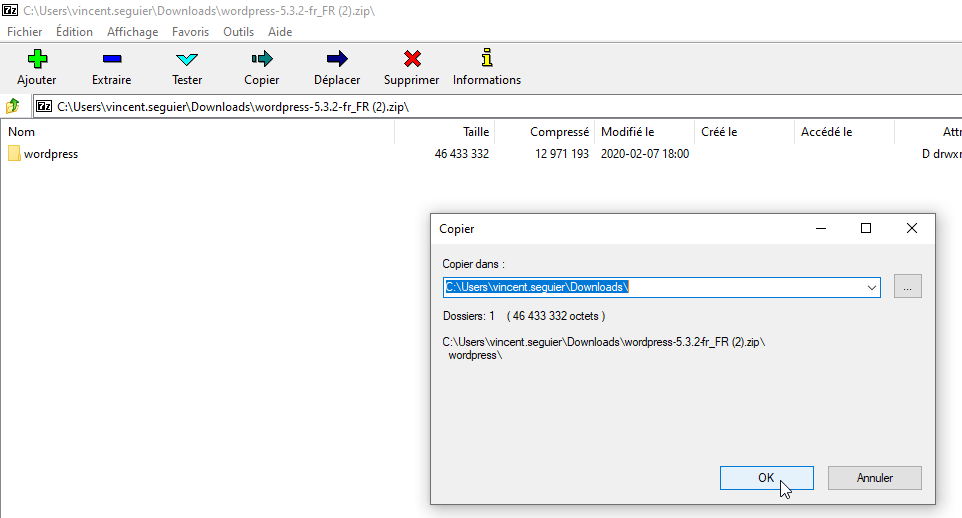 C:\Users\vincent.seguier\Downloads\wordpress-5.3.2-fr_FR (2).zip\
Fichier Édition Affichage Favoris Outils Aide
Ajouter Extraire Tester Copier Déplacer Supprimer Informations
C:\Users\vincent.seguier\Downloads\wordpress-5.3.2-fr_FR (2).zip\
Nom Taille Compressé Modifié le Créé le Accédé le Attr
wordpress 46 433 332 12 971 193 2020-02-07 18:00 D drwxr
Copier
Copier dans :
C:\Users\vincent.seguier\Downloads\
...
Dossiers: 1 ( 46 433 332 octets )
C:\Users\vincent.seguier\Downloads\wordpress-5.3.2-fr_FR (2).zip\
wordpress\
OK Annuler